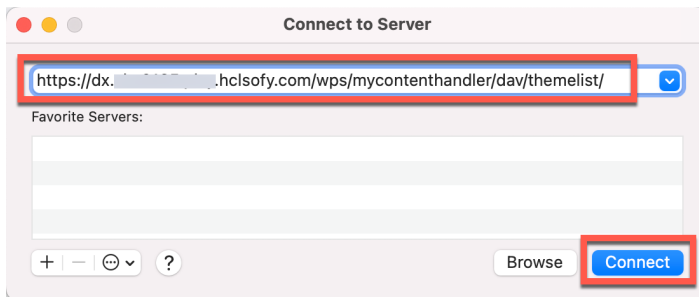 Connect to Server
https://dx. .hclsofy.com/wps/mycontenthandler/dav/themelist/
Favorite Servers:
+ − ? Browse Connect